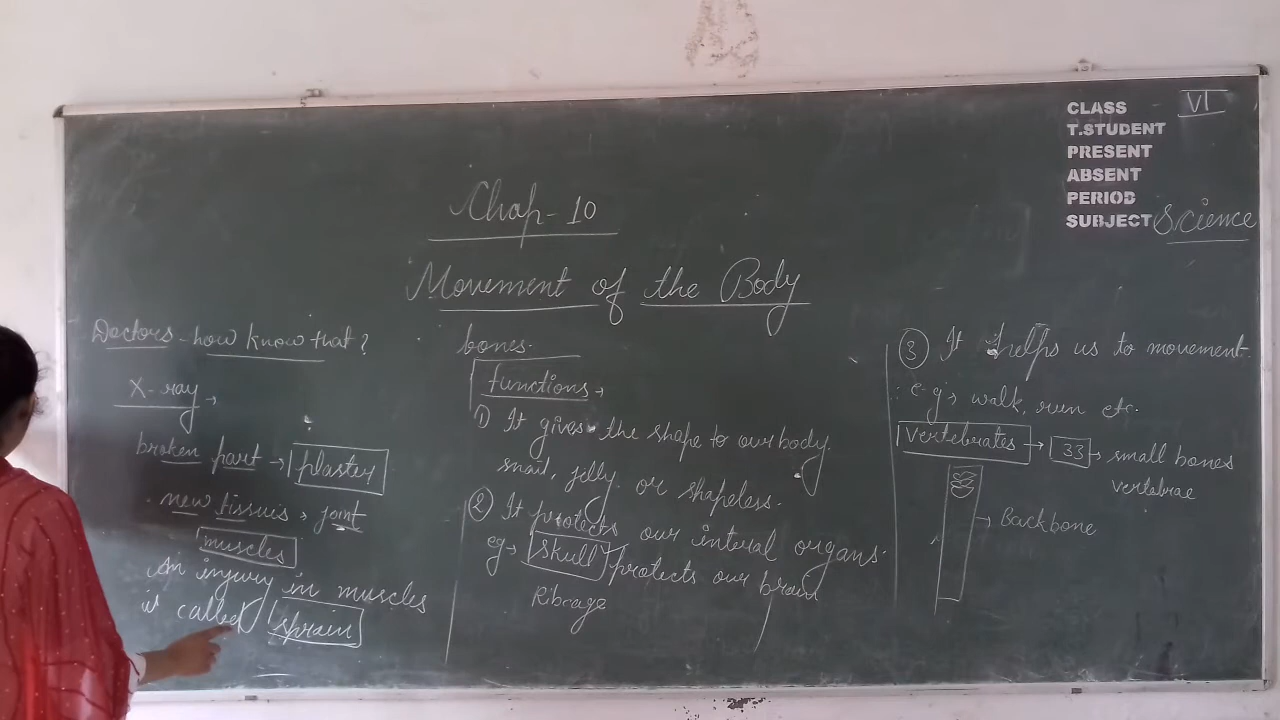 CLASS VI
T.STUDENT
PRESENT
ABSENT
PERIOD
SUBJECT Science
Chap-10
Movement of the Body
Doctors - how know that?
X-ray →
broken part → plaster
new tissuis → joint
muscles
An injury in muscles
is called sprain
bones.
functions →
1) It gives the shape to our body.
snail, jelly or shapeless.
2 It protects our interal organs.
eg → Skull protects our brain
Ribcage
3 It helps us to movement.
e.g → walk, run etc.
Vertebrates → 33 → small bones
vertebrae
→ Backbone